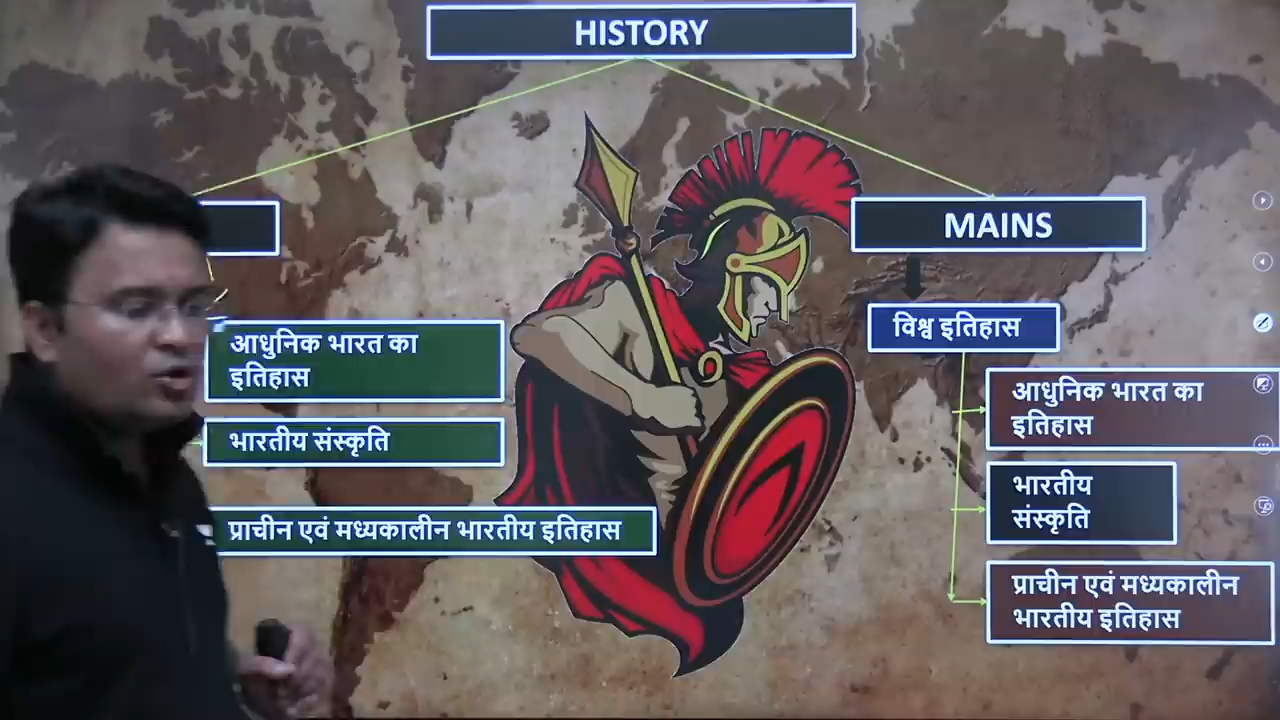 HISTORY
MAINS
विश्व इतिहास
आधुनिक भारत का
इतिहास
भारतीय संस्कृति
प्राचीन एवं मध्यकालीन भारतीय इतिहास
आधुनिक भारत का
इतिहास
भारतीय
संस्कृति
प्राचीन एवं मध्यकालीन
भारतीय इतिहास